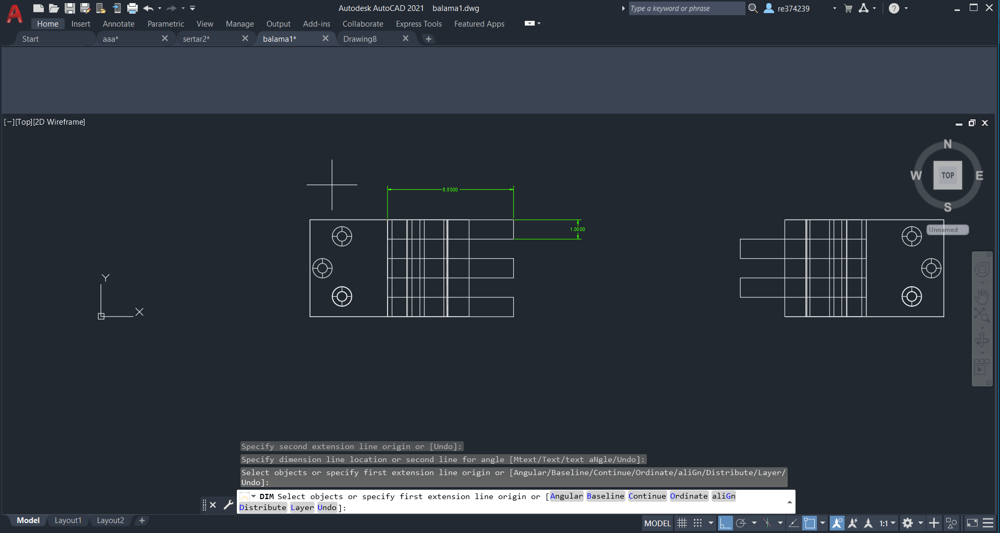 Autodesk AutoCAD 2021 balama1.dwg
Type a keyword or phrase
re374239
Home Insert Annotate Parametric View Manage Output Add-ins Collaborate Express Tools Featured Apps
Start aaa* sertar2* balama1* Drawing8
[−][Top][2D Wireframe]
N
W TOP E
S
Unnamed
6.5000
1.0000
Y
X
Specify second extension line origin or [Undo]:
Specify dimension line location or second line for angle [Mtext/Text/text aNgle/Undo]:
Select objects or specify first extension line origin or [Angular/Baseline/Continue/Ordinate/aliGn/Distribute/Layer/
Undo]:
DIM Select objects or specify first extension line origin or [Angular Baseline Continue Ordinate aliGn
Distribute Layer Undo]:
Model Layout1 Layout2
MODEL 1:1